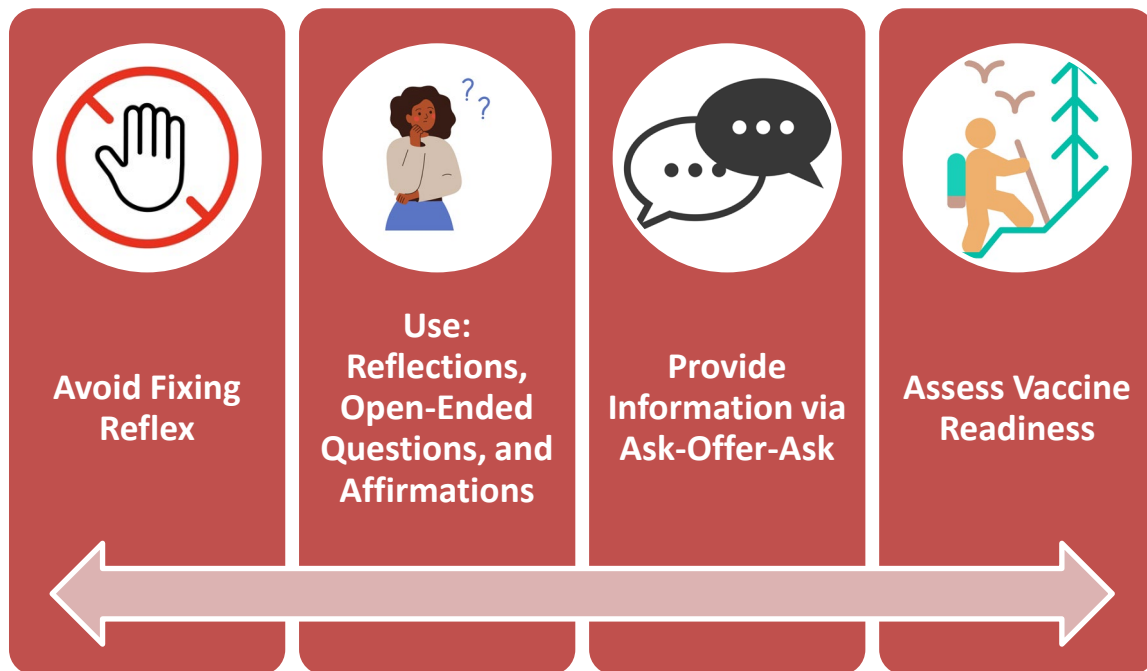 Avoid Fixing
Reflex
Use:
Reflections,
Open-Ended
Questions, and
Affirmations
Provide
Information via
Ask-Offer-Ask
Assess Vaccine
Readiness
??